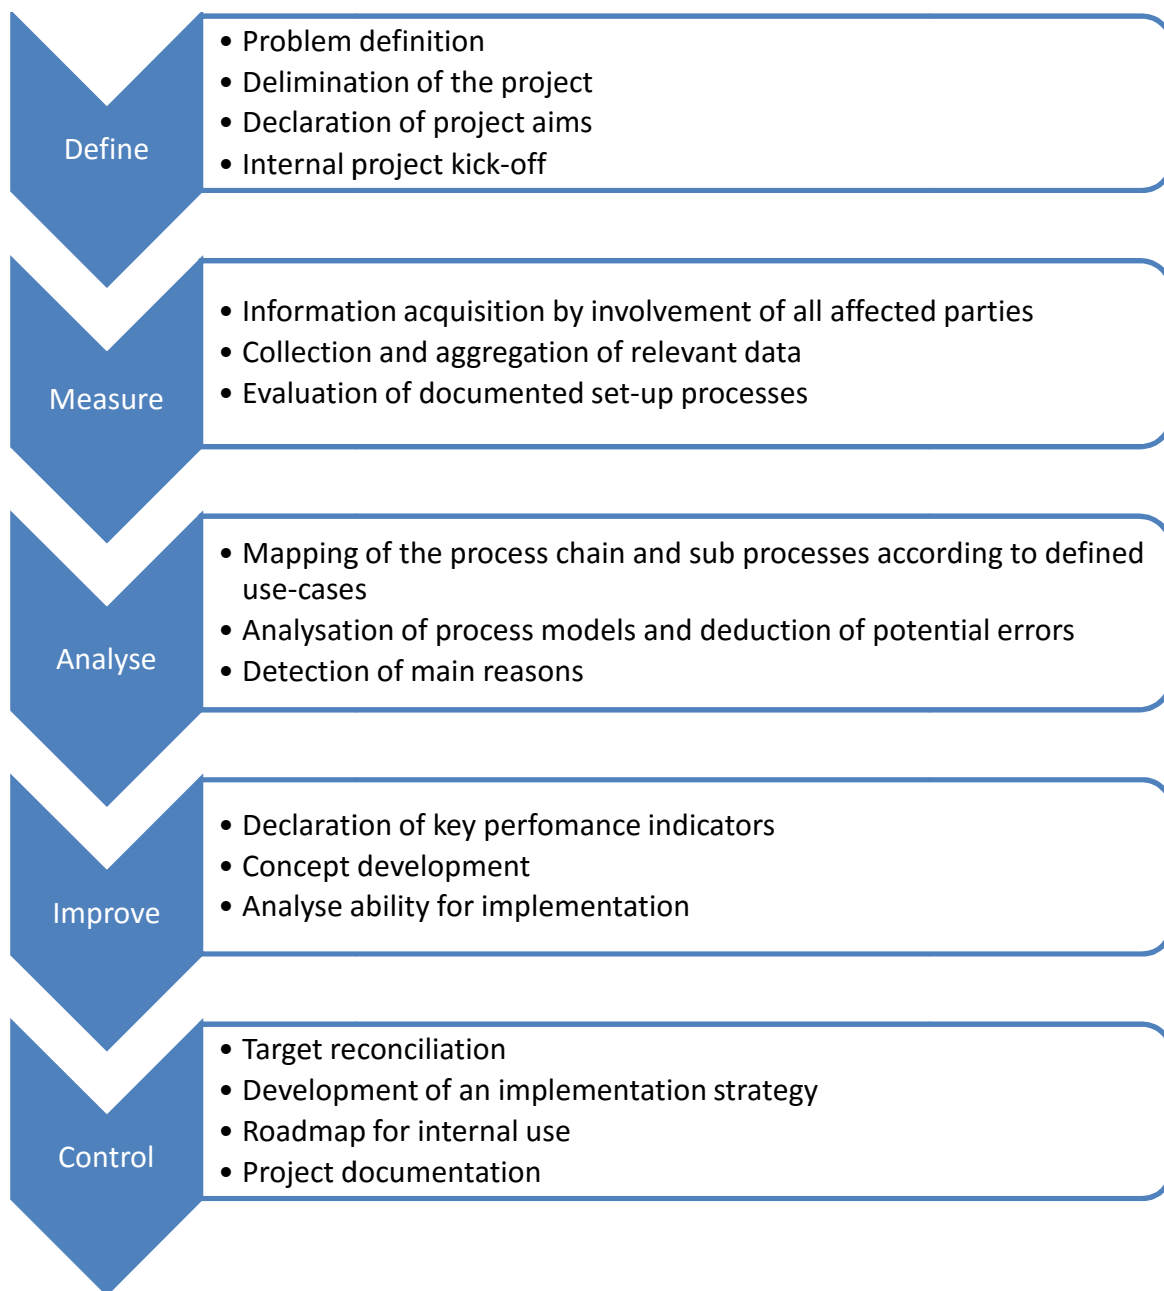 Define
• Problem definition
• Delimination of the project
• Declaration of project aims
• Internal project kick-off
Measure
• Information acquisition by involvement of all affected parties
• Collection and aggregation of relevant data
• Evaluation of documented set-up processes
Analyse
• Mapping of the process chain and sub processes according to defined
use-cases
• Analysation of process models and deduction of potential errors
• Detection of main reasons
Improve
• Declaration of key perfomance indicators
• Concept development
• Analyse ability for implementation
Control
• Target reconciliation
• Development of an implementation strategy
• Roadmap for internal use
• Project documentation